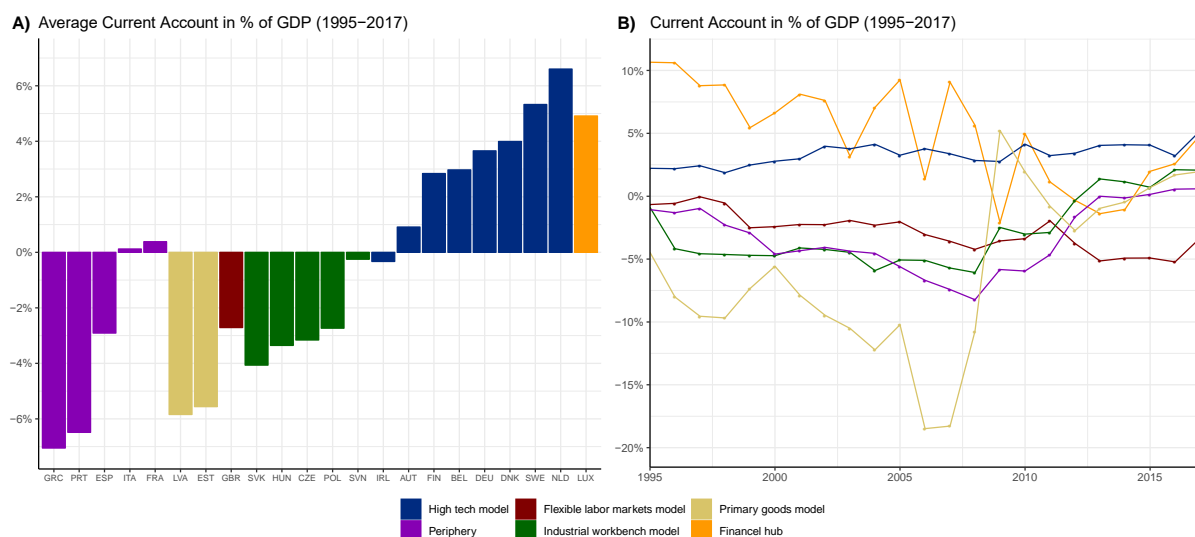 A) Average Current Account in % of GDP (1995−2017)
6%
4%
2%
0%
−2%
−4%
−6%
GRC PRT ESP ITA FRA LVA EST GBR SVK HUN CZE POL SVN IRL AUT FIN BEL DEU DNK SWE NLD LUX
B) Current Account in % of GDP (1995−2017)
10%
5%
0%
−5%
−10%
−15%
−20%
1995 2000 2005 2010 2015
High tech model Flexible labor markets model Primary goods model
Periphery Industrial workbench model Financel hub